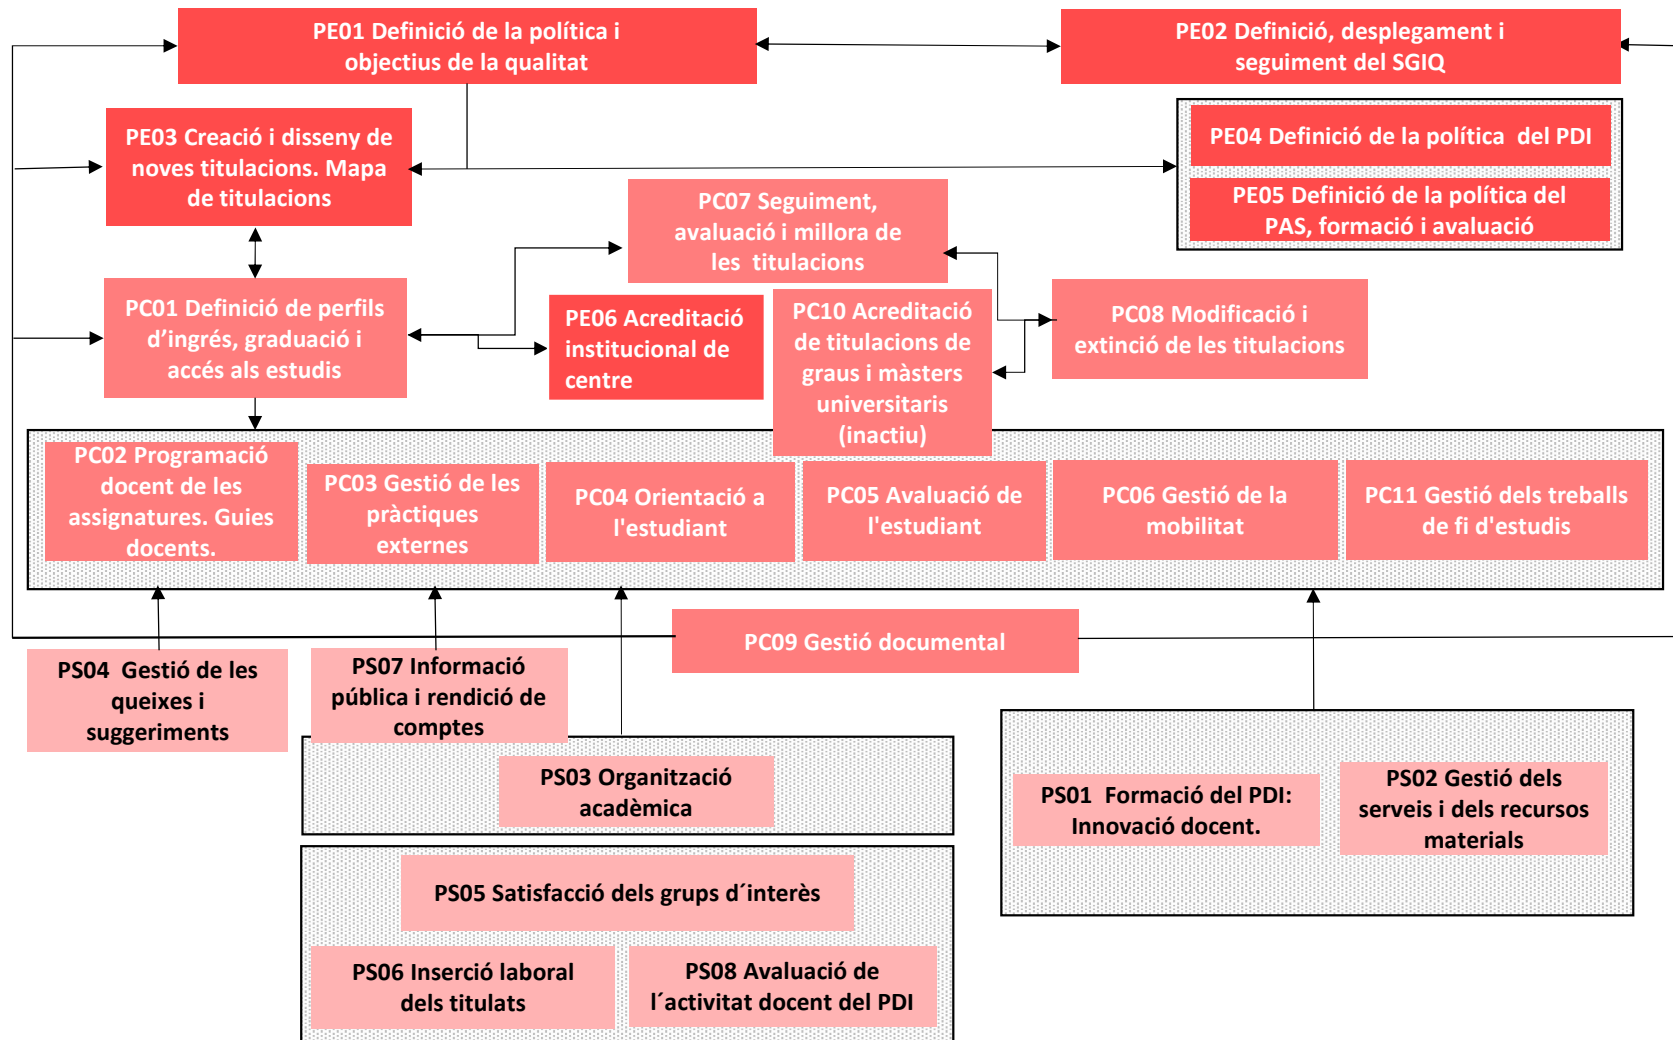 PE01 Definició de la política i
objectius de la qualitat
PE02 Definició, desplegament i
seguiment del SGIQ
PE03 Creació i disseny de
noves titulacions. Mapa
de titulacions
PE04 Definició de la política  del PDI
PE05 Definició de la política del
PAS, formació i avaluació
PC07 Seguiment,
avaluació i millora de
les  titulacions
PC01 Definició de perfils
d’ingrés, graduació i
accés als estudis
PE06 Acreditació
institucional de
centre
PC10 Acreditació
de titulacions de
graus i màsters
universitaris
(inactiu)
PC08 Modificació i
extinció de les titulacions
PC02 Programació
docent de les
assignatures. Guies
docents.
PC03 Gestió de les
pràctiques
externes
PC04 Orientació a
l'estudiant
PC05 Avaluació de
l'estudiant
PC06 Gestió de la
mobilitat
PC11 Gestió dels treballs
de fi d'estudis
PC09 Gestió documental
PS04  Gestió de les
queixes i
suggeriments
PS07 Informació
pública i rendició de
comptes
PS03 Organització
acadèmica
PS01  Formació del PDI:
Innovació docent.
PS02 Gestió dels
serveis i dels recursos
materials
PS05 Satisfacció dels grups d´interès
PS06 Inserció laboral
dels titulats
PS08 Avaluació de
l´activitat docent del PDI